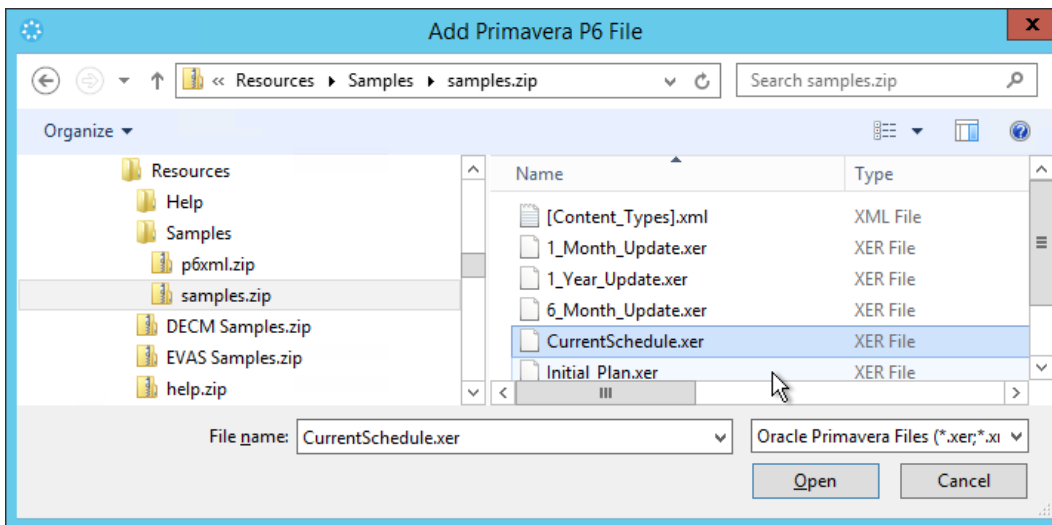 Add Primavera P6 File
x
« Resources Samples samples.zip
Search samples.zip
Organize
Resources
Help
Samples
p6xml.zip
samples.zip
DECM Samples.zip
EVAS Samples.zip
help.zip
Name Type
[Content_Types].xml XML File
1_Month_Update.xer XER File
1_Year_Update.xer XER File
6_Month_Update.xer XER File
CurrentSchedule.xer XER File
Initial_Plan.xer XER File
File name: CurrentSchedule.xer
Oracle Primavera Files (*.xer;*.xı
Open Cancel